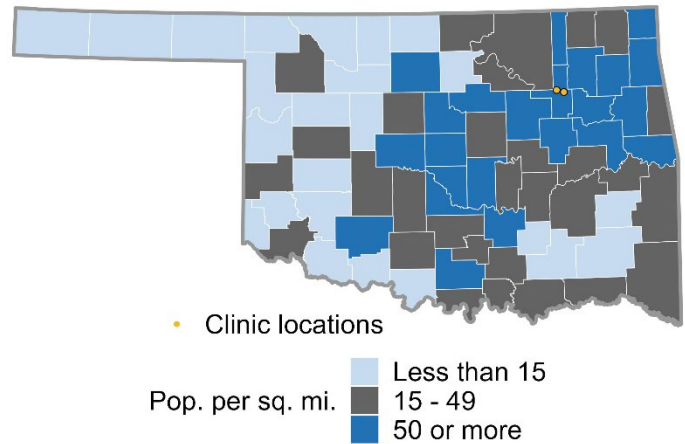 Clinic locations
Less than 15
Pop. per sq. mi.
15 - 49
50 or more